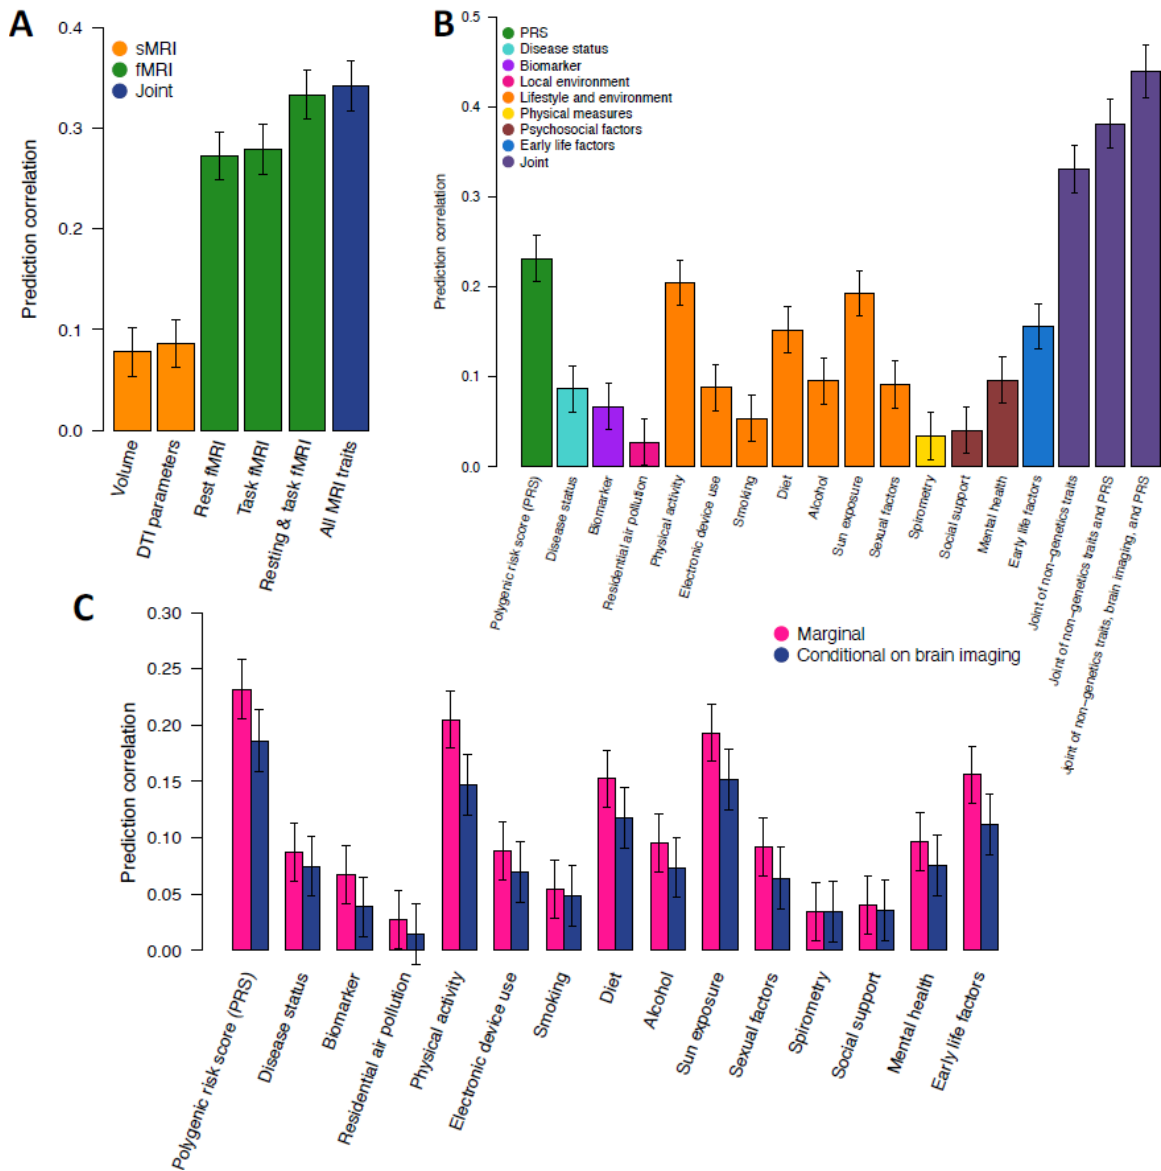 A
0.4
0.3
0.2
0.1
0.0
Prediction correlation
sMRI
fMRI
Joint
Volume
DTI parameters
Rest fMRI
Task fMRI
Resting & task fMRI
All MRI traits
B
0.5
0.4
0.3
0.2
0.1
0.0
Prediction correlation
PRS
Disease status
Biomarker
Local environment
Lifestyle and environment
Physical measures
Psychosocial factors
Early life factors
Joint
Polygenic risk score (PRS)
Disease status
Biomarker
Residential air pollution
Physical activity
Electronic device use
Smoking
Diet
Alcohol
Sun exposure
Sexual factors
Spirometry
Social support
Mental health
Early life factors
Joint of non-genetics traits
Joint of non-genetics traits and PRS
Joint of non-genetics traits, brain imaging, and PRS
C
0.30
0.25
0.20
0.15
0.10
0.05
0.00
Prediction correlation
Marginal
Conditional on brain imaging
Polygenic risk score (PRS)
Disease status
Biomarker
Residential air pollution
Physical activity
Electronic device use
Smoking
Diet
Alcohol
Sun exposure
Sexual factors
Spirometry
Social support
Mental health
Early life factors